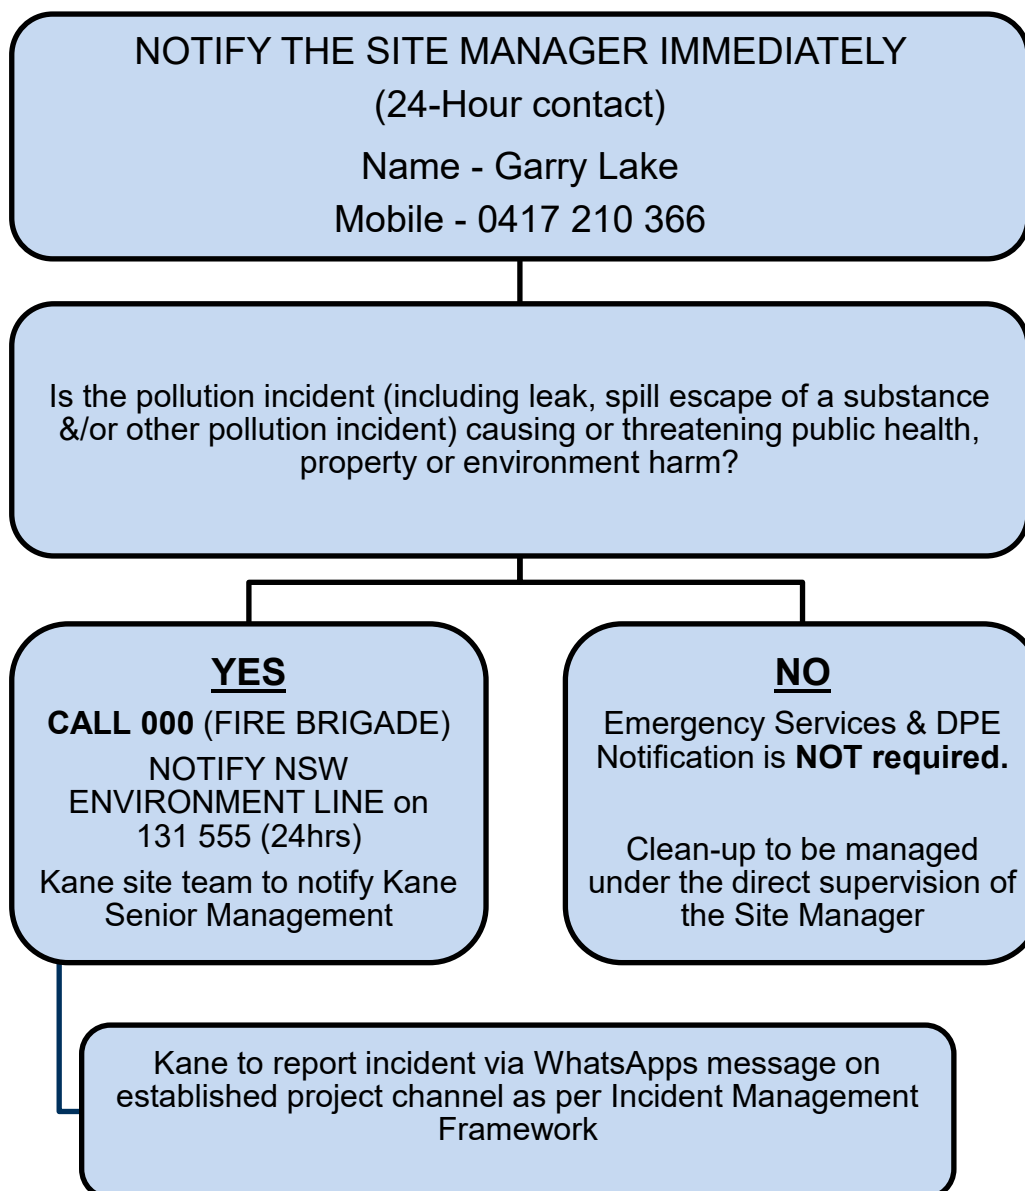 NOTIFY THE SITE MANAGER IMMEDIATELY
(24-Hour contact)
Name - Garry Lake
Mobile - 0417 210 366
Is the pollution incident (including leak, spill escape of a substance
&/or other pollution incident) causing or threatening public health,
property or environment harm?
YES
CALL 000 (FIRE BRIGADE)
NOTIFY NSW
ENVIRONMENT LINE on
131 555 (24hrs)
Kane site team to notify Kane
Senior Management
NO
Emergency Services & DPE
Notification is NOT required.
Clean-up to be managed
under the direct supervision of
the Site Manager
Kane to report incident via WhatsApps message on
established project channel as per Incident Management
Framework